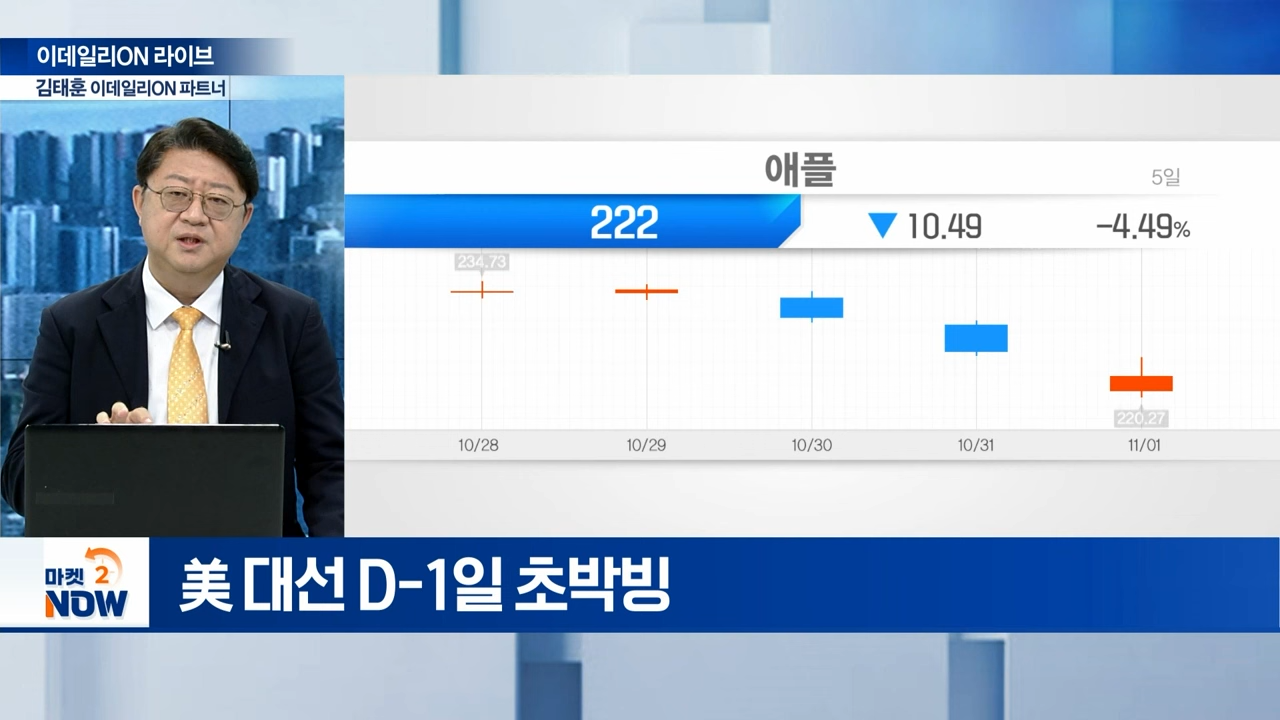 이데일리ON 라이브
김태훈 이데일리ON 파트너
애플
5일
222
▼ 10.49
-4.49%
234.73
220.27
10/28 10/29 10/30 10/31 11/01
마켓 2
NOW
美 대선 D-1일 초박빙